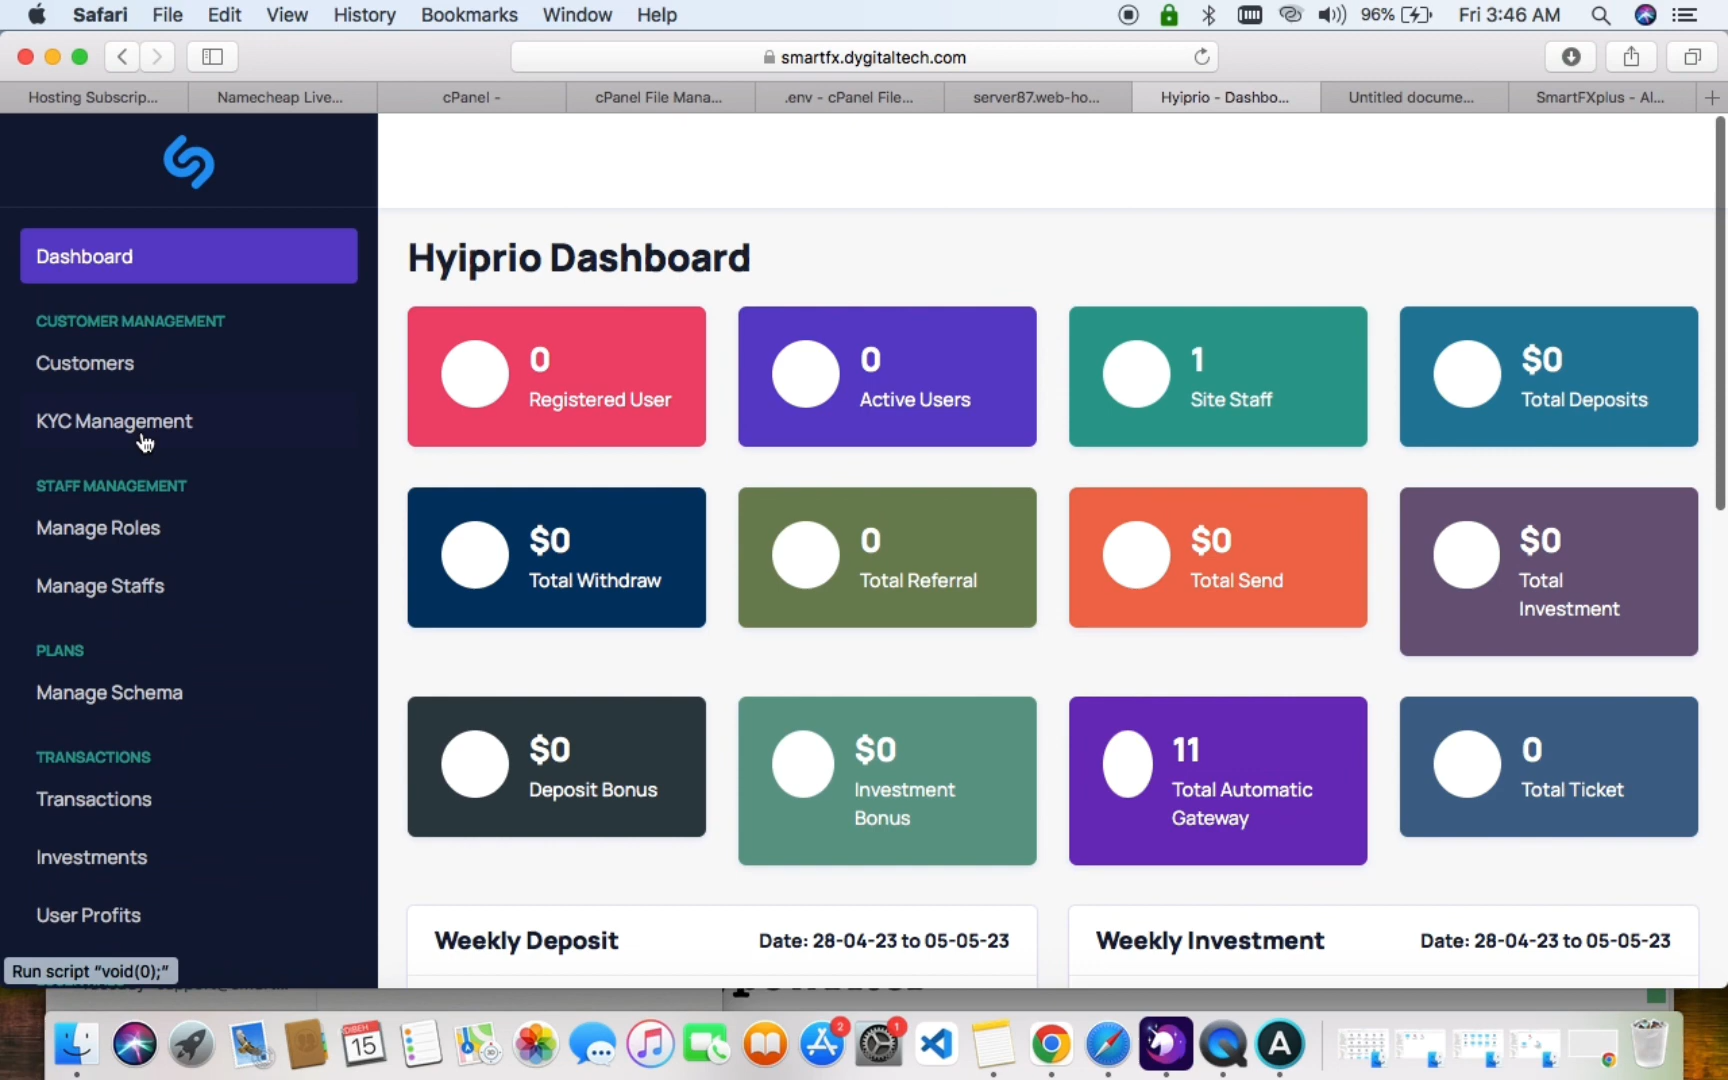 Safari File Edit View History Bookmarks Window Help 96% Fri 3:46 AM
smartfx.dygitaltech.com
Hosting Subscrip... Namecheap Live... cPanel - cPanel File Mana... .env - cPanel File... server87.web-ho... Hyiprio - Dashbo... Untitled docume... SmartFXplus - Al...
Dashboard
CUSTOMER MANAGEMENT
Customers
KYC Management
STAFF MANAGEMENT
Manage Roles
Manage Staffs
PLANS
Manage Schema
TRANSACTIONS
Transactions
Investments
User Profits
Run script “void(0);”
Hyiprio Dashboard
0
Registered User
0
Active Users
1
Site Staff
$0
Total Deposits
$0
Total Withdraw
0
Total Referral
$0
Total Send
$0
Total
Investment
$0
Deposit Bonus
$0
Investment
Bonus
11
Total Automatic
Gateway
0
Total Ticket
Weekly Deposit Date: 28-04-23 to 05-05-23
Weekly Investment Date: 28-04-23 to 05-05-23
15
2
1
A